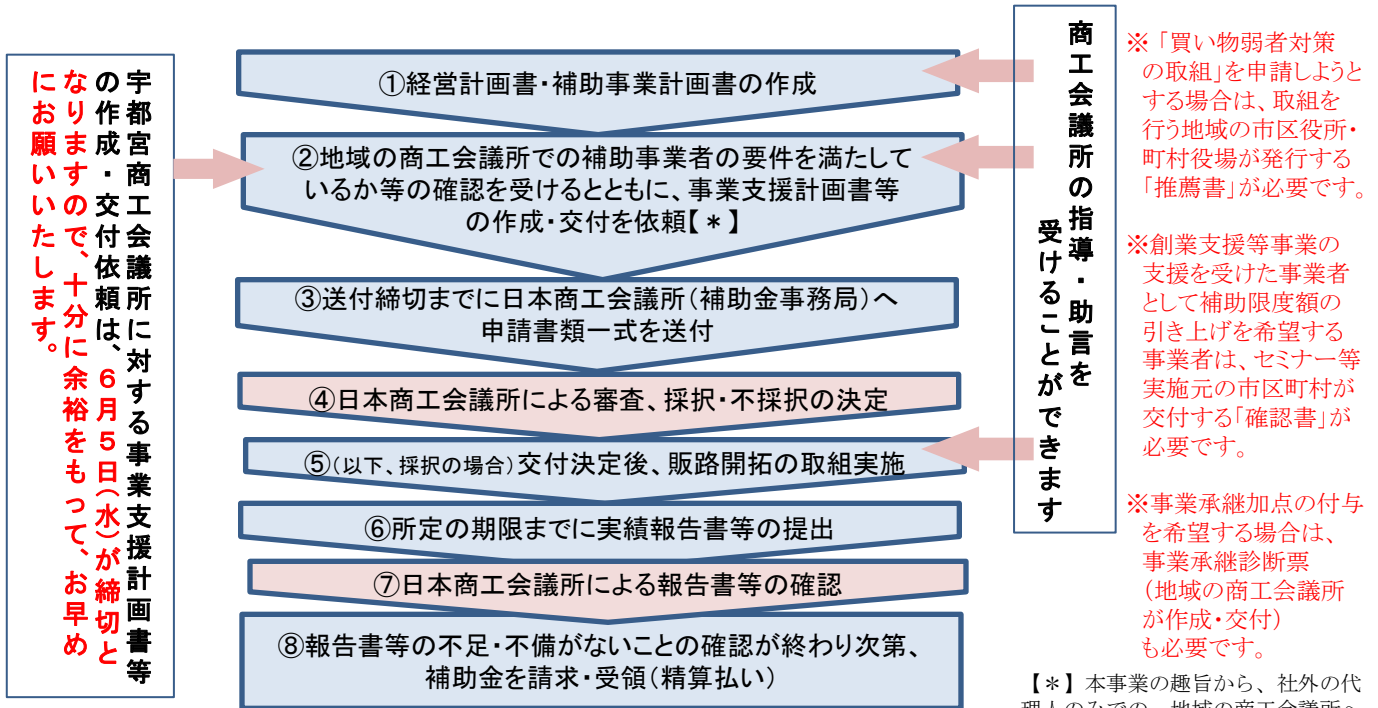 宇都宮商工会議所に対する事業支援計画書等
の作成・交付依頼は、６月５日（水）が締切と
なりますので、十分に余裕をもって、お早め
にお願いいたします。
①経営計画書・補助事業計画書の作成
②地域の商工会議所での補助事業者の要件を満たして
いるか等の確認を受けるとともに、事業支援計画書等
の作成・交付を依頼【＊】
③送付締切までに日本商工会議所（補助金事務局）へ
申請書類一式を送付
④日本商工会議所による審査、採択・不採択の決定
⑤（以下、採択の場合）交付決定後、販路開拓の取組実施
⑥所定の期限までに実績報告書等の提出
⑦日本商工会議所による報告書等の確認
⑧報告書等の不足・不備がないことの確認が終わり次第、
補助金を請求・受領（精算払い）
商工会議所の指導・助言を
受けることができます
※「買い物弱者対策
の取組」を申請しようと
する場合は、取組を
行う地域の市区役所・
町村役場が発行する
「推薦書」が必要です。
※創業支援等事業の
支援を受けた事業者
として補助限度額の
引き上げを希望する
事業者は、セミナー等
実施元の市区町村が
交付する「確認書」が
必要です。
※事業承継加点の付与
を希望する場合は、
事業承継診断票
（地域の商工会議所
が作成・交付）
も必要です。
【＊】本事業の趣旨から、社外の代
理人のみでの、地域の商工会議所へ